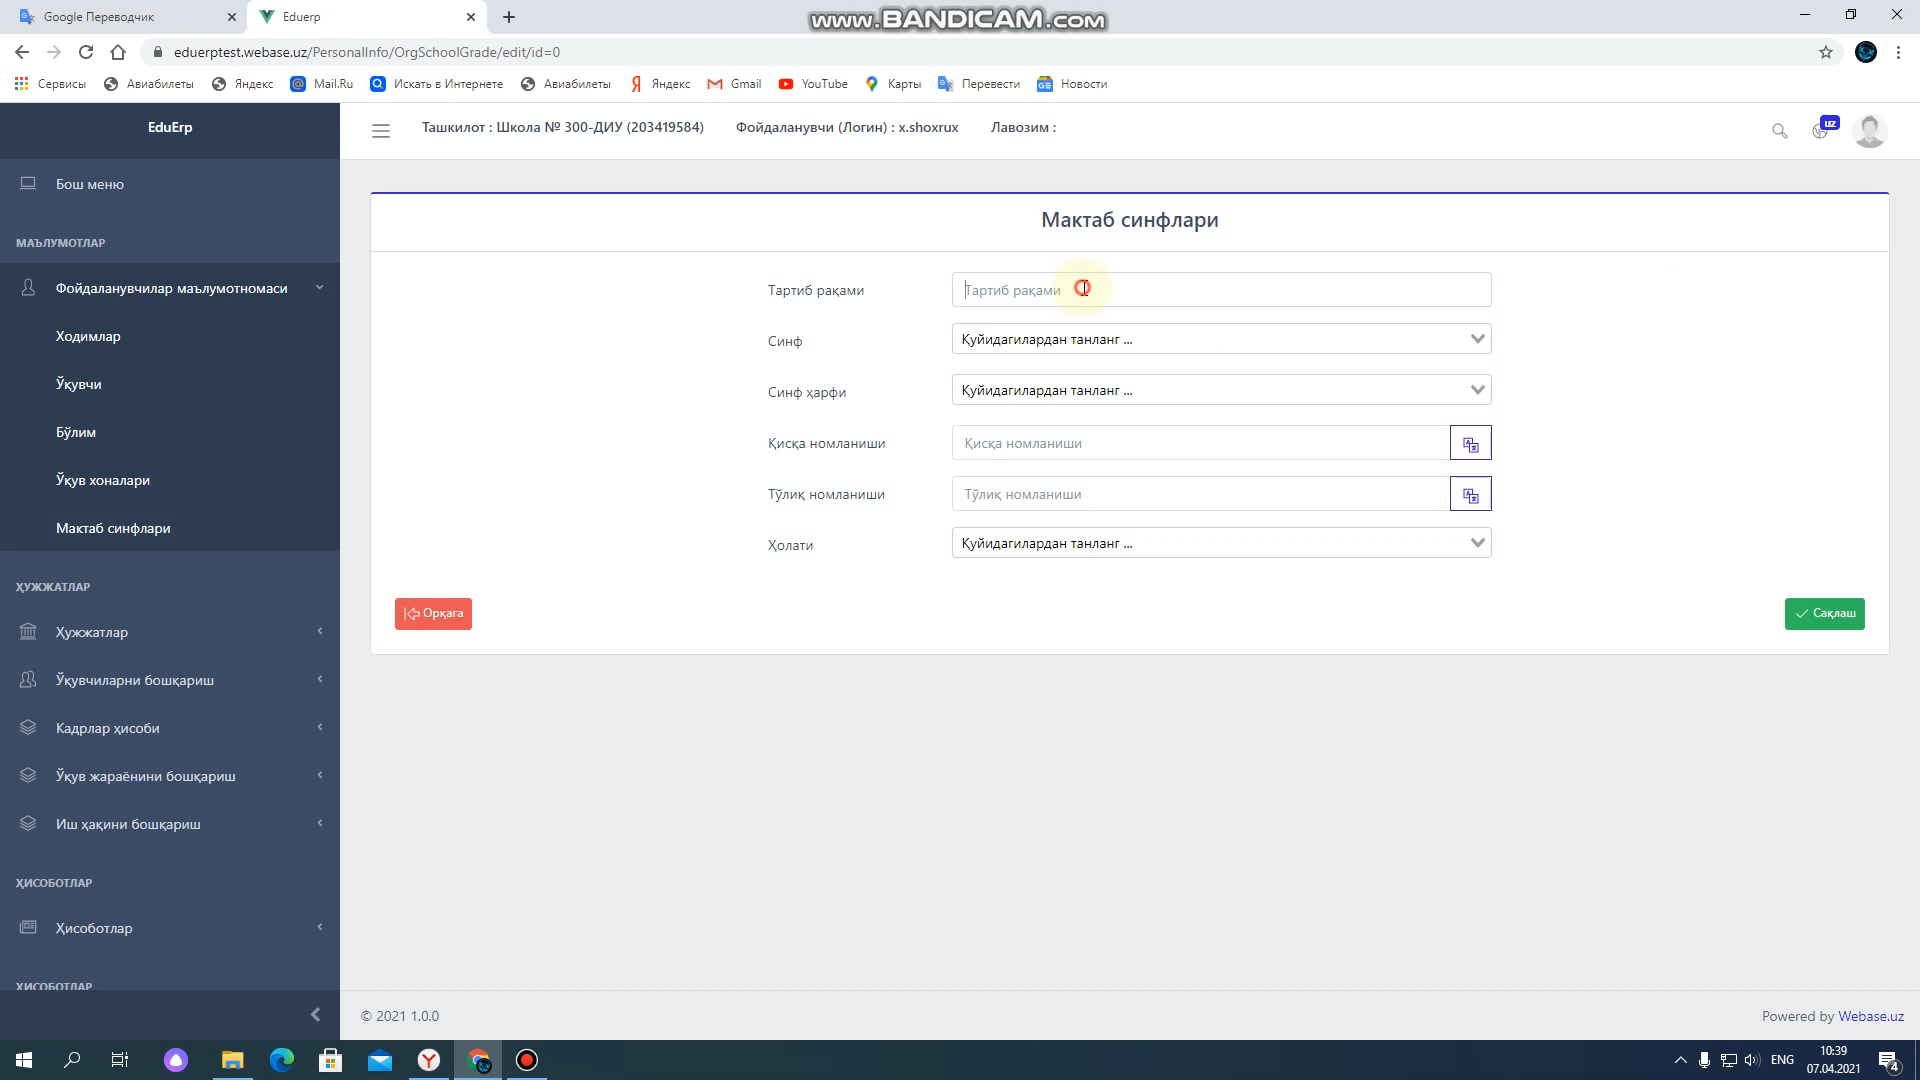 Google Переводчик
Eduerp
www.BANDICAM.com
eduerptest.webase.uz/PersonalInfo/OrgSchoolGrade/edit/id=0
Сервисы
Авиабилеты
Яндекс
Mail.Ru
Искать в Интернете
Авиабилеты
Яндекс
Gmail
YouTube
Карты
Перевести
Новости
EduErp
Ташкилот : Школа № 300-ДИУ (203419584)
Фойдаланувчи (Логин) : x.shoxrux
Лавозим :
uz
Бош меню
МАЪЛУМОТЛАР
Фойдаланувчилар маълумотномаси
Ходимлар
Ўқувчи
Бўлим
Ўқув хоналари
Мактаб синфлари
ҲУЖЖАТЛАР
Ҳужжатлар
Ўқувчиларни бошқариш
Кадрлар ҳисоби
Ўқув жараёнини бошқариш
Иш ҳақини бошқариш
ҲИСОБОТЛАР
Ҳисоботлар
ҲИСОБОТЛАР
Мактаб синфлари
Тартиб рақами
Тартиб рақами
Синф
Қуйидагилардан танланг ...
Синф ҳарфи
Қуйидагилардан танланг ...
Қисқа номланиши
Қисқа номланиши
Тўлиқ номланиши
Тўлиқ номланиши
Ҳолати
Қуйидагилардан танланг ...
Орқага
Сақлаш
© 2021 1.0.0
Powered by Webase.uz
ENG
10:39
07.04.2021
4